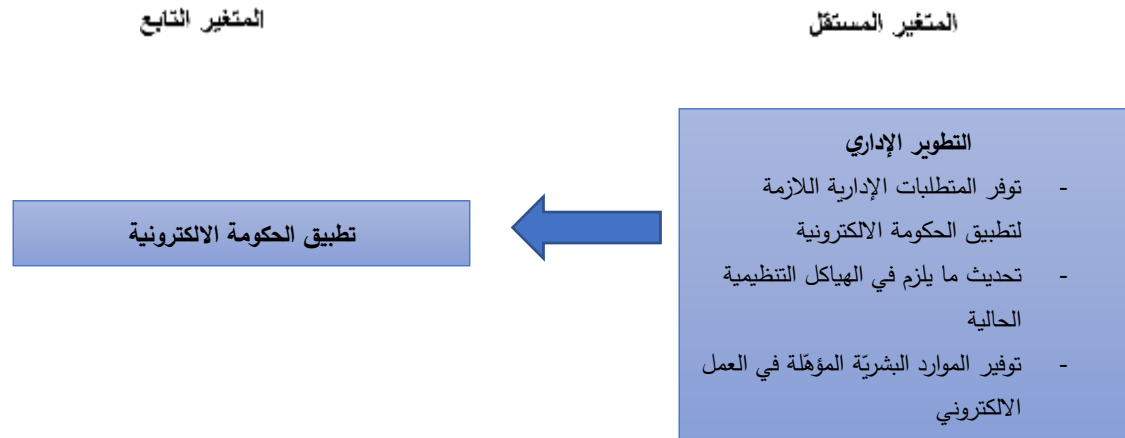 المتغير المستقل
المتغير التابع
التطوير الإداري
- توفر المتطلبات الإدارية اللازمة
لتطبيق الحكومة الالكترونية
- تحديث ما يلزم في الهياكل التنظيمية
الحالية
- توفير الموارد البشريّة المؤهّلة في العمل
الالكتروني
تطبيق الحكومة الالكترونية